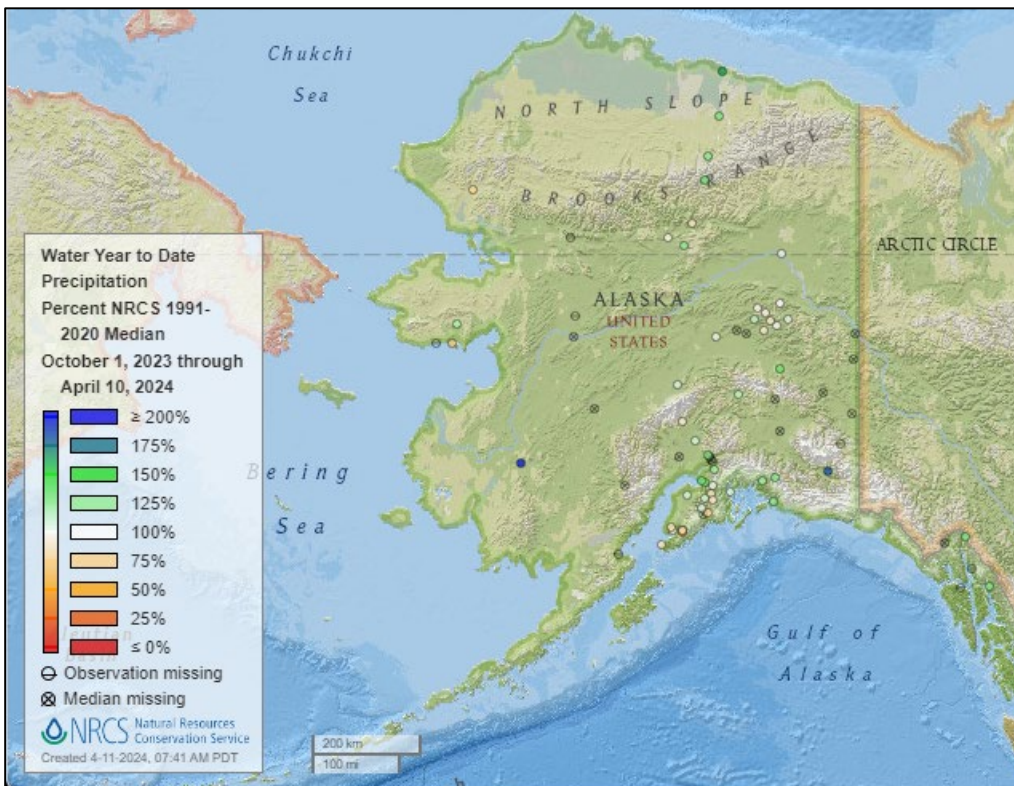 Chukchi
Sea
NORTH SLOPE
BROOKS RANGE
ARCTIC CIRCLE
ALASKA
UNITED
STATES
Bering
Sea
Gulf of
Alaska
Water Year to Date
Precipitation
Percent NRCS 1991-
2020 Median
October 1, 2023 through
April 10, 2024
≥ 200%
175%
150%
125%
100%
75%
50%
25%
≤ 0%
Observation missing
Median missing
NRCS Natural Resources
Conservation Service
Created 4-11-2024, 07:41 AM PDT
200 km
100 mi